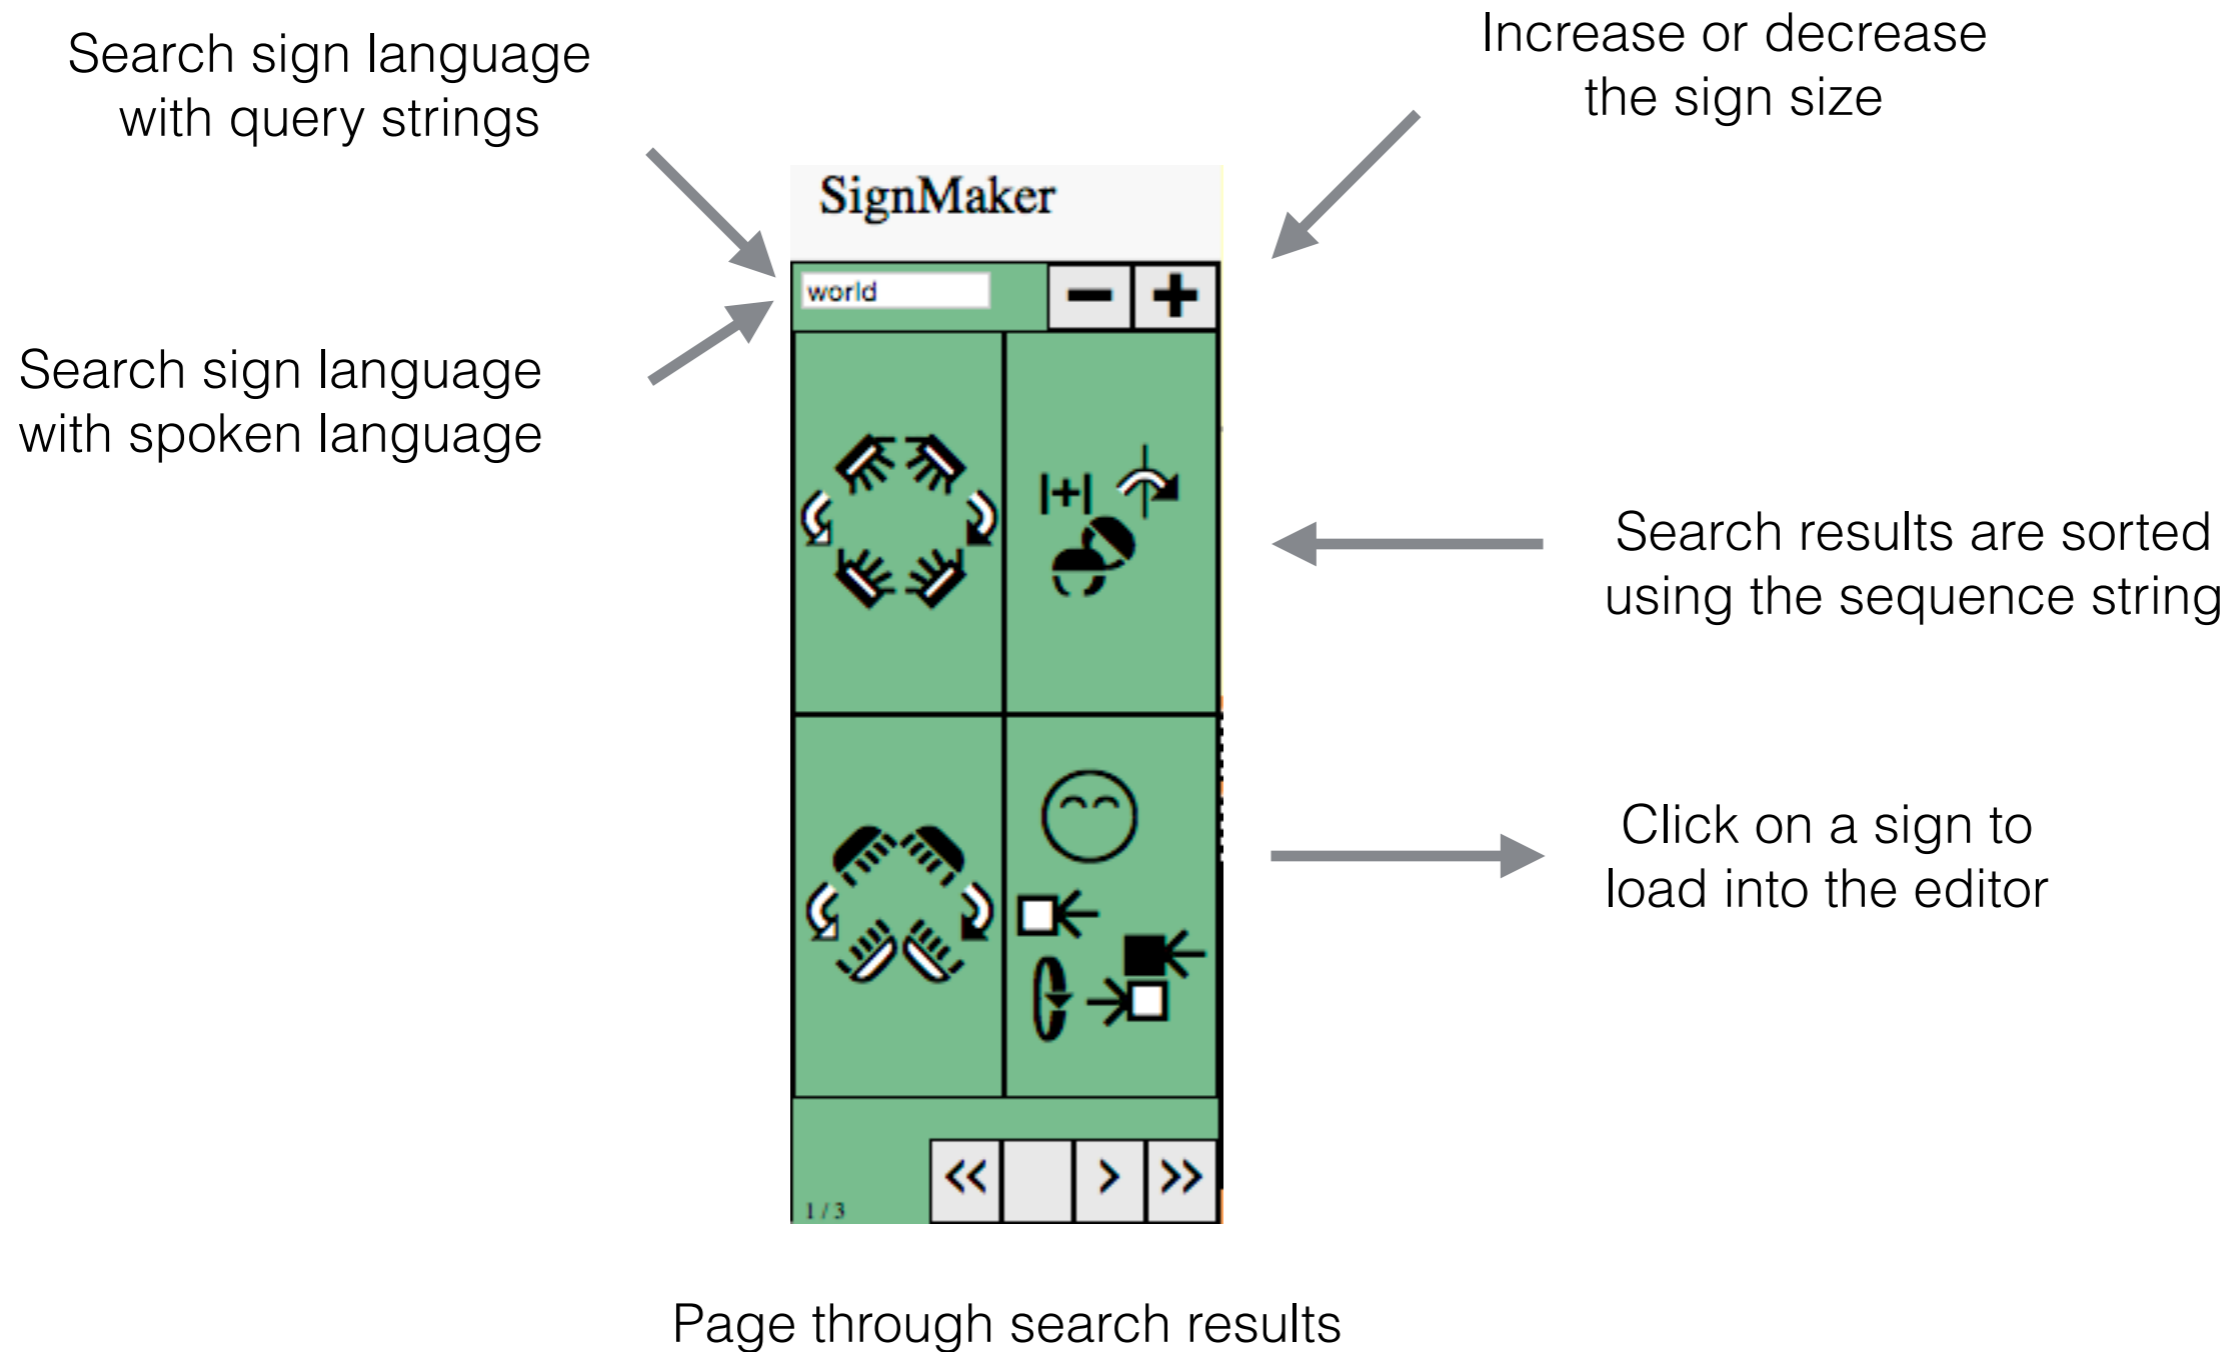 Search sign language
with query strings
Increase or decrease
the sign size
SignMaker
world
− +
Search sign language
with spoken language
|+|
Search results are sorted
using the sequence string
Click on a sign to
load into the editor
<< > >>
1 / 3
Page through search results